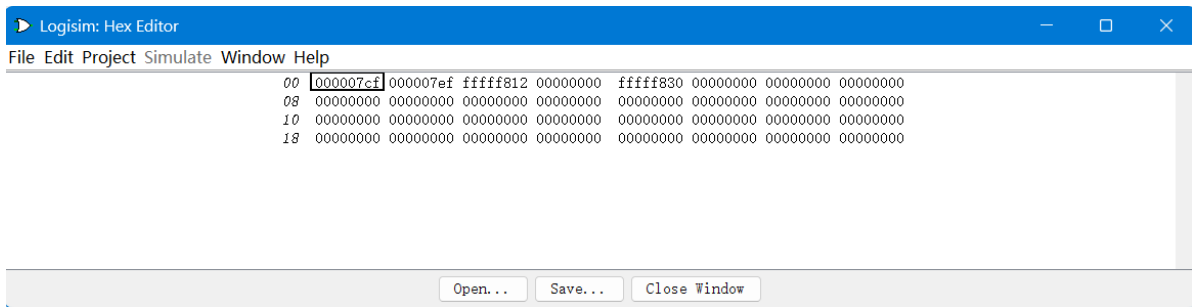 Logisim: Hex Editor
File Edit Project Simulate Window Help
00 000007cf 000007ef fffff812 00000000 fffff830 00000000 00000000 00000000
08 00000000 00000000 00000000 00000000 00000000 00000000 00000000 00000000
10 00000000 00000000 00000000 00000000 00000000 00000000 00000000 00000000
18 00000000 00000000 00000000 00000000 00000000 00000000 00000000 00000000
Open... Save... Close Window